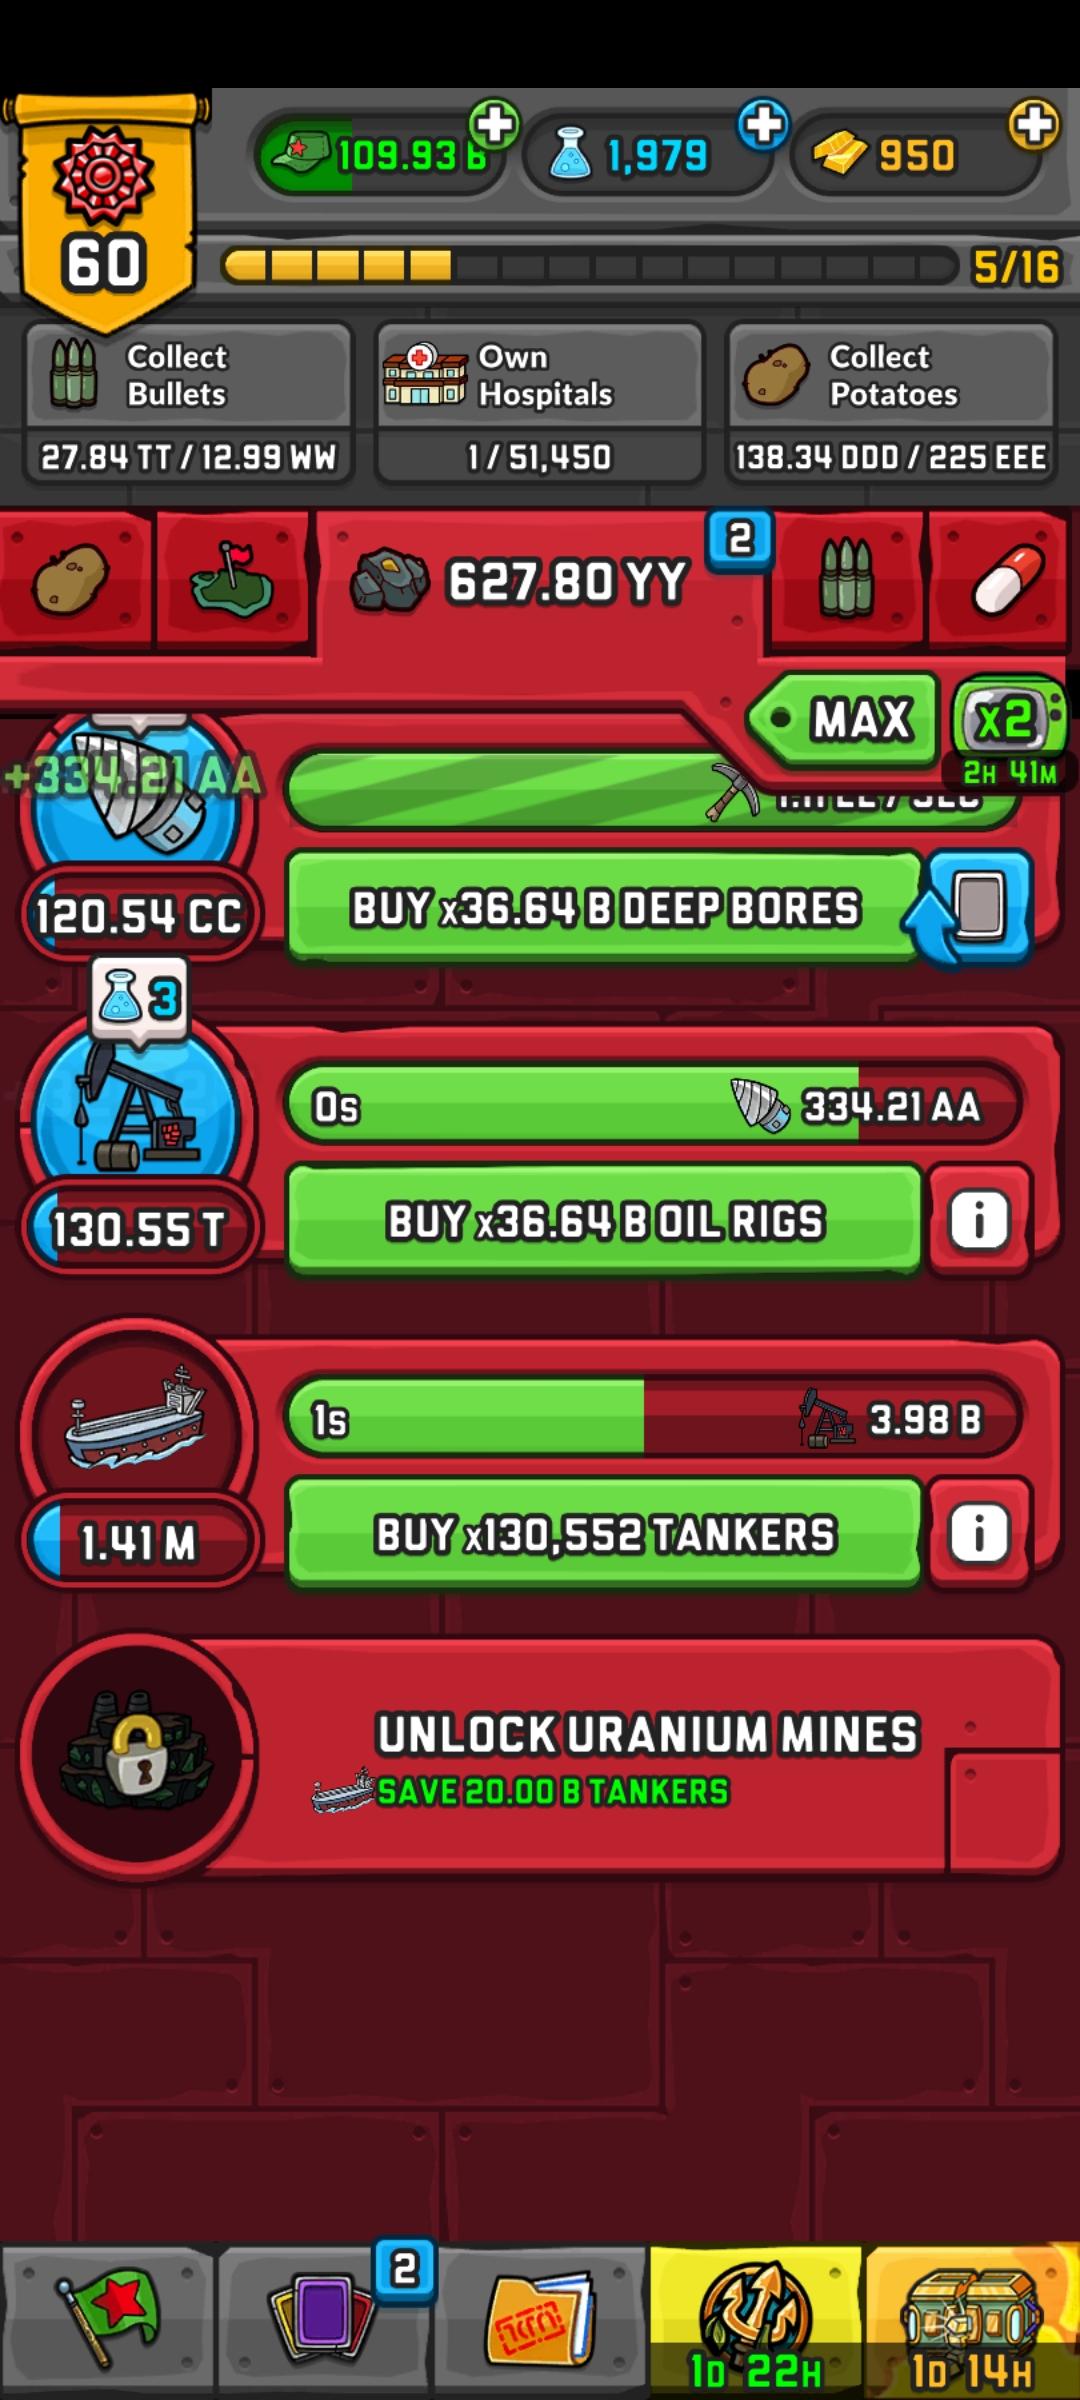 109.93 B
1,979
950
60
5/16
Collect
Bullets
27.84 TT / 12.99 WW
Own
Hospitals
1 / 51,450
Collect
Potatoes
138.34 DDD / 225 EEE
627.80 YY
2
MAX
x2
2H 41M
+334.21 AA
120.54 CC
BUY x36.64 B DEEP BORES
3
0s
334.21 AA
130.55 T
BUY x36.64 B OIL RIGS
i
1s
3.98 B
1.41 M
BUY x130,552 TANKERS
i
UNLOCK URANIUM MINES
SAVE 20.00 B TANKERS
2
1D 22H
1D 14H